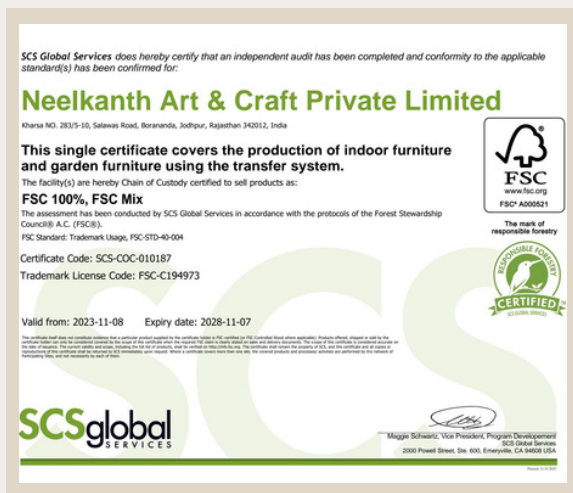 SCS Global Services does hereby certify that an independent audit has been completed and conformity to the applicable
standard(s) has been confirmed for:
Neelkanth Art & Craft Private Limited
Kharsa NO. 283/5-10, Salawas Road, Boranada, Jodhpur, Rajasthan 342012, India
This single certificate covers the production of indoor furniture
and garden furniture using the transfer system.
The facility(s) are hereby Chain of Custody certified to sell products as:
FSC 100%, FSC Mix
The assessment has been conducted by SCS Global Services in accordance with the protocols of the Forest Stewardship
Council® A.C. (FSC®).
FSC Standard: Trademark Usage, FSC-STD-40-004
Certificate Code: SCS-COC-010187
Trademark License Code: FSC-C194973
Valid from: 2023-11-08 Expiry date: 2028-11-07
FSC
www.fsc.org
FSC® A000521
The mark of
responsible forestry
RESPONSIBLE FORESTRY
CERTIFIED
SCS GLOBAL SERVICES
SCS
SCSglobal
SERVICES
Maggie Schwartz, Vice President, Program Developement
SCS Global Services
2000 Powell Street, Ste. 600, Emeryville, CA 94608 USA